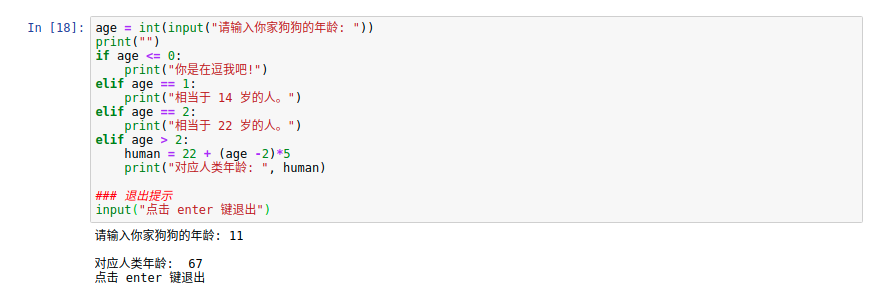 In [18]: age = int(input("请输入你家狗狗的年龄: "))
print("")
if age <= 0:
    print("你是在逗我吧!")
elif age == 1:
    print("相当于 14 岁的人。")
elif age == 2:
    print("相当于 22 岁的人。")
elif age > 2:
    human = 22 + (age -2)*5
    print("对应人类年龄: ", human)
### 退出提示
input("点击 enter 键退出")
请输入你家狗狗的年龄: 11
对应人类年龄:  67
点击 enter 键退出